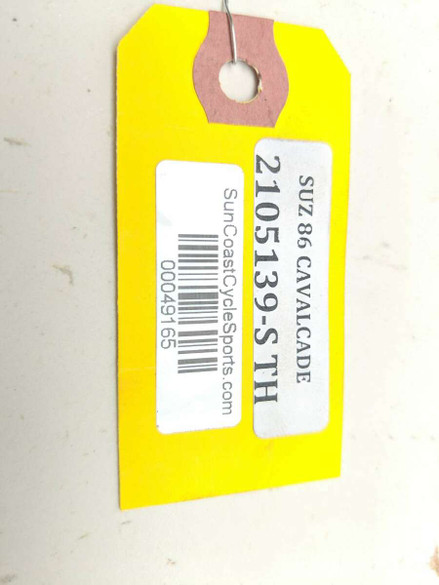 SUZ 86 CAVALCADE
2105139-S TH
SunCoastCycleSports.com
00049165